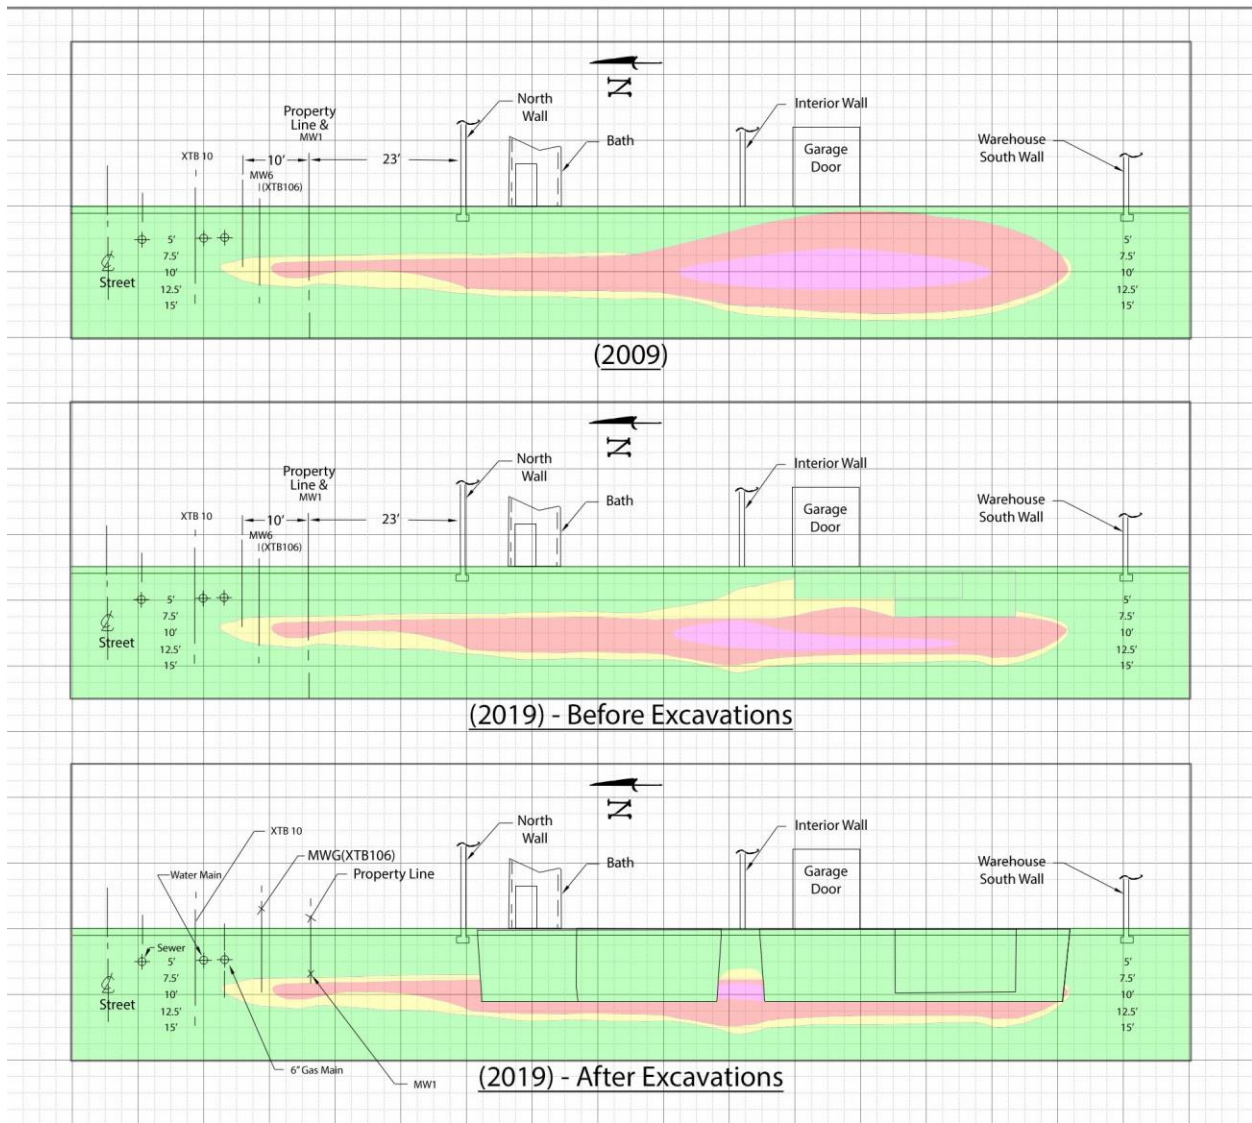 N
North
Wall
Bath
Interior Wall
Garage
Door
Warehouse
South Wall
Property
Line &
MW1
XTB 10
10'
23'
MW6
(XTB106)
℄
Street
5'
7.5'
10'
12.5'
15'
5'
7.5'
10'
12.5'
15'
(2009)
N
North
Wall
Bath
Interior Wall
Garage
Door
Warehouse
South Wall
Property
Line &
MW1
XTB 10
10'
23'
MW6
(XTB106)
℄
Street
5'
7.5'
10'
12.5'
15'
5'
7.5'
10'
12.5'
15'
(2019) - Before Excavations
N
North
Wall
Bath
Interior Wall
Garage
Door
Warehouse
South Wall
XTB 10
MWG(XTB106)
Water Main
Property Line
Sewer
℄
Street
5'
7.5'
10'
12.5'
15'
5'
7.5'
10'
12.5'
15'
6" Gas Main
MW1
(2019) - After Excavations